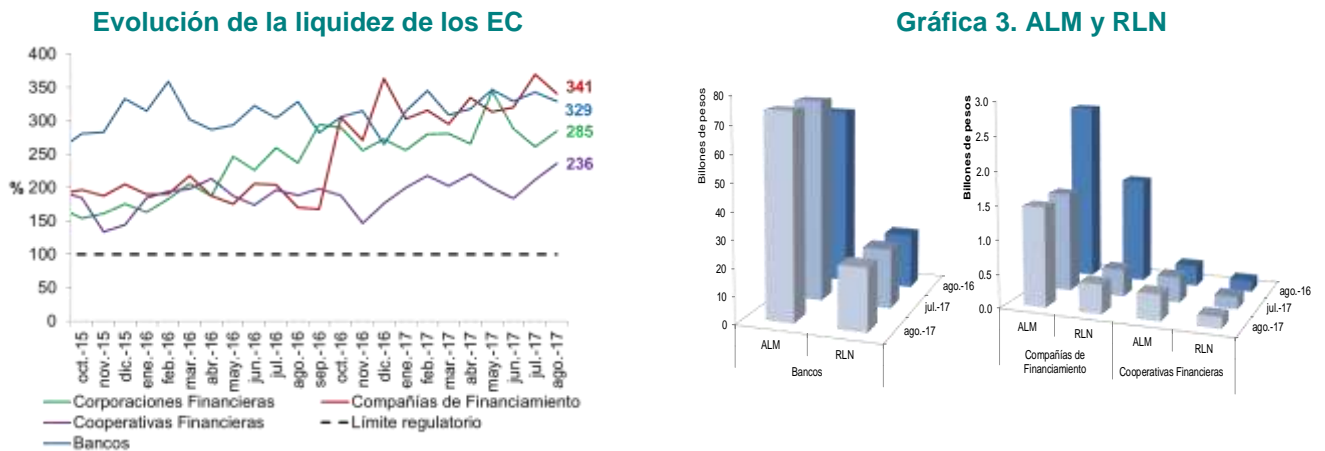 Evolución de la liquidez de los EC
400
350
300
250
200
150
100
50
0
%
341
329
285
236
oct.-15
nov.-15
dic.-15
ene.-16
feb.-16
mar.-16
abr.-16
may.-16
jun.-16
jul.-16
ago.-16
sep.-16
oct.-16
nov.-16
dic.-16
ene.-17
feb.-17
mar.-17
abr.-17
may.-17
jun.-17
jul.-17
ago.-17
Corporaciones Financieras
Compañías de Financiamiento
Cooperativas Financieras
Límite regulatorio
Bancos
Gráfica 3. ALM y RLN
Billones de pesos
80
70
60
50
40
30
20
10
0
ALM
RLN
Bancos
ago.-16
jul.-17
ago.-17
Billones de pesos
3.0
2.5
2.0
1.5
1.0
0.5
0.0
ALM
RLN
ALM
RLN
Compañías de
Financiamiento
Cooperativas Financieras
ago.-16
jul.-17
ago.-17